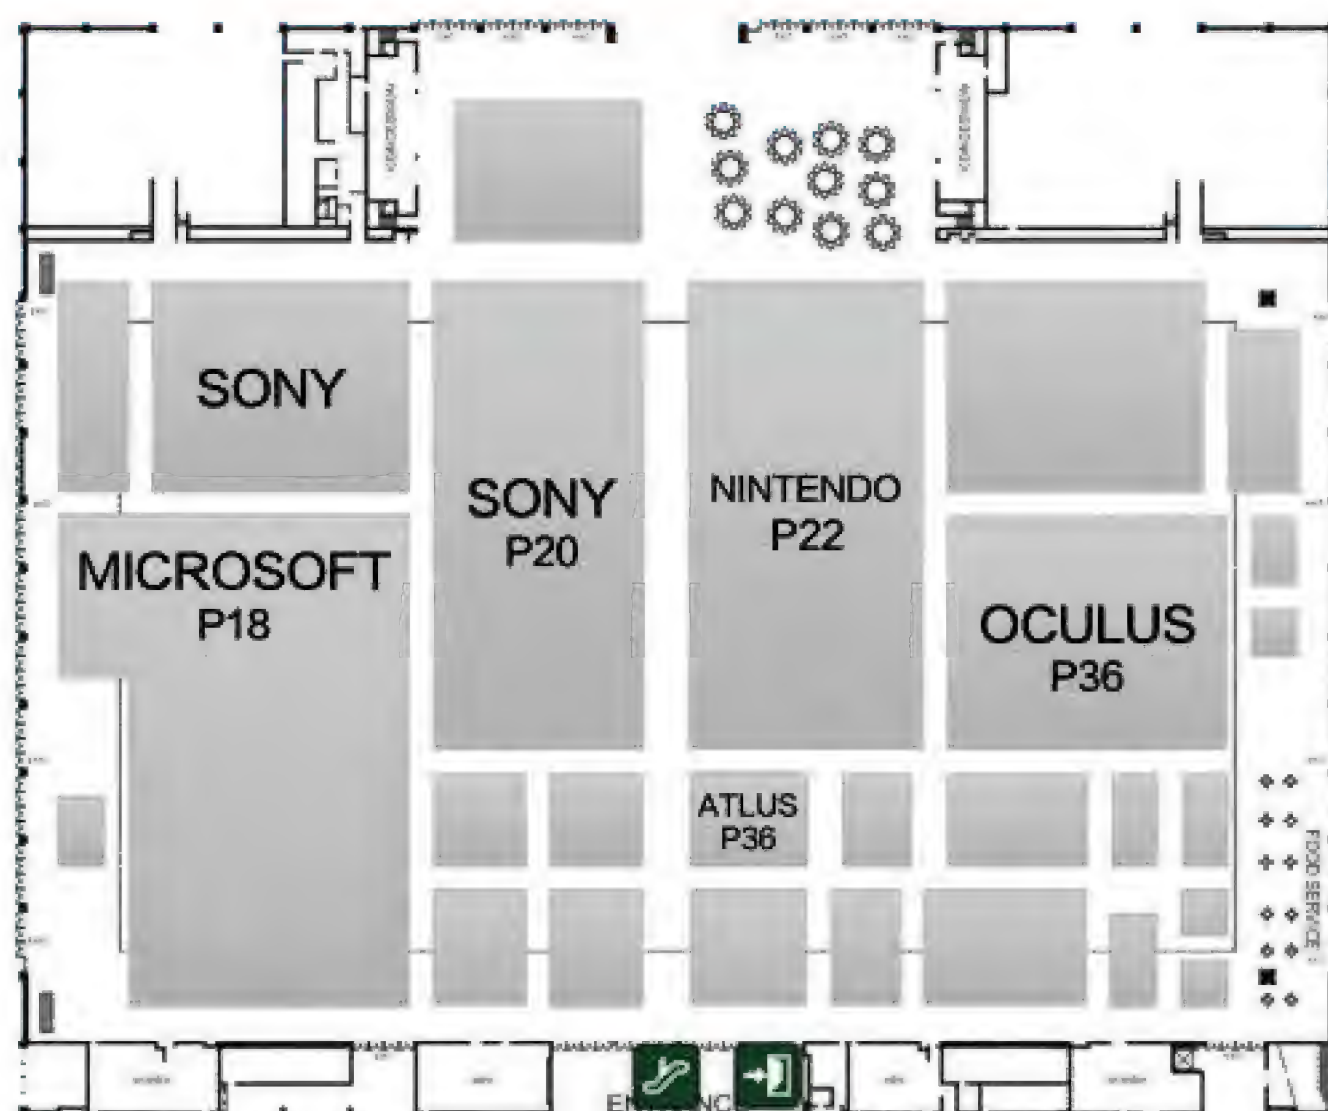 SONY
SONY
P20
NINTENDO
P22
MICROSOFT
P18
OCULUS
P36
ATLUS
P36
FOOD SERVICE